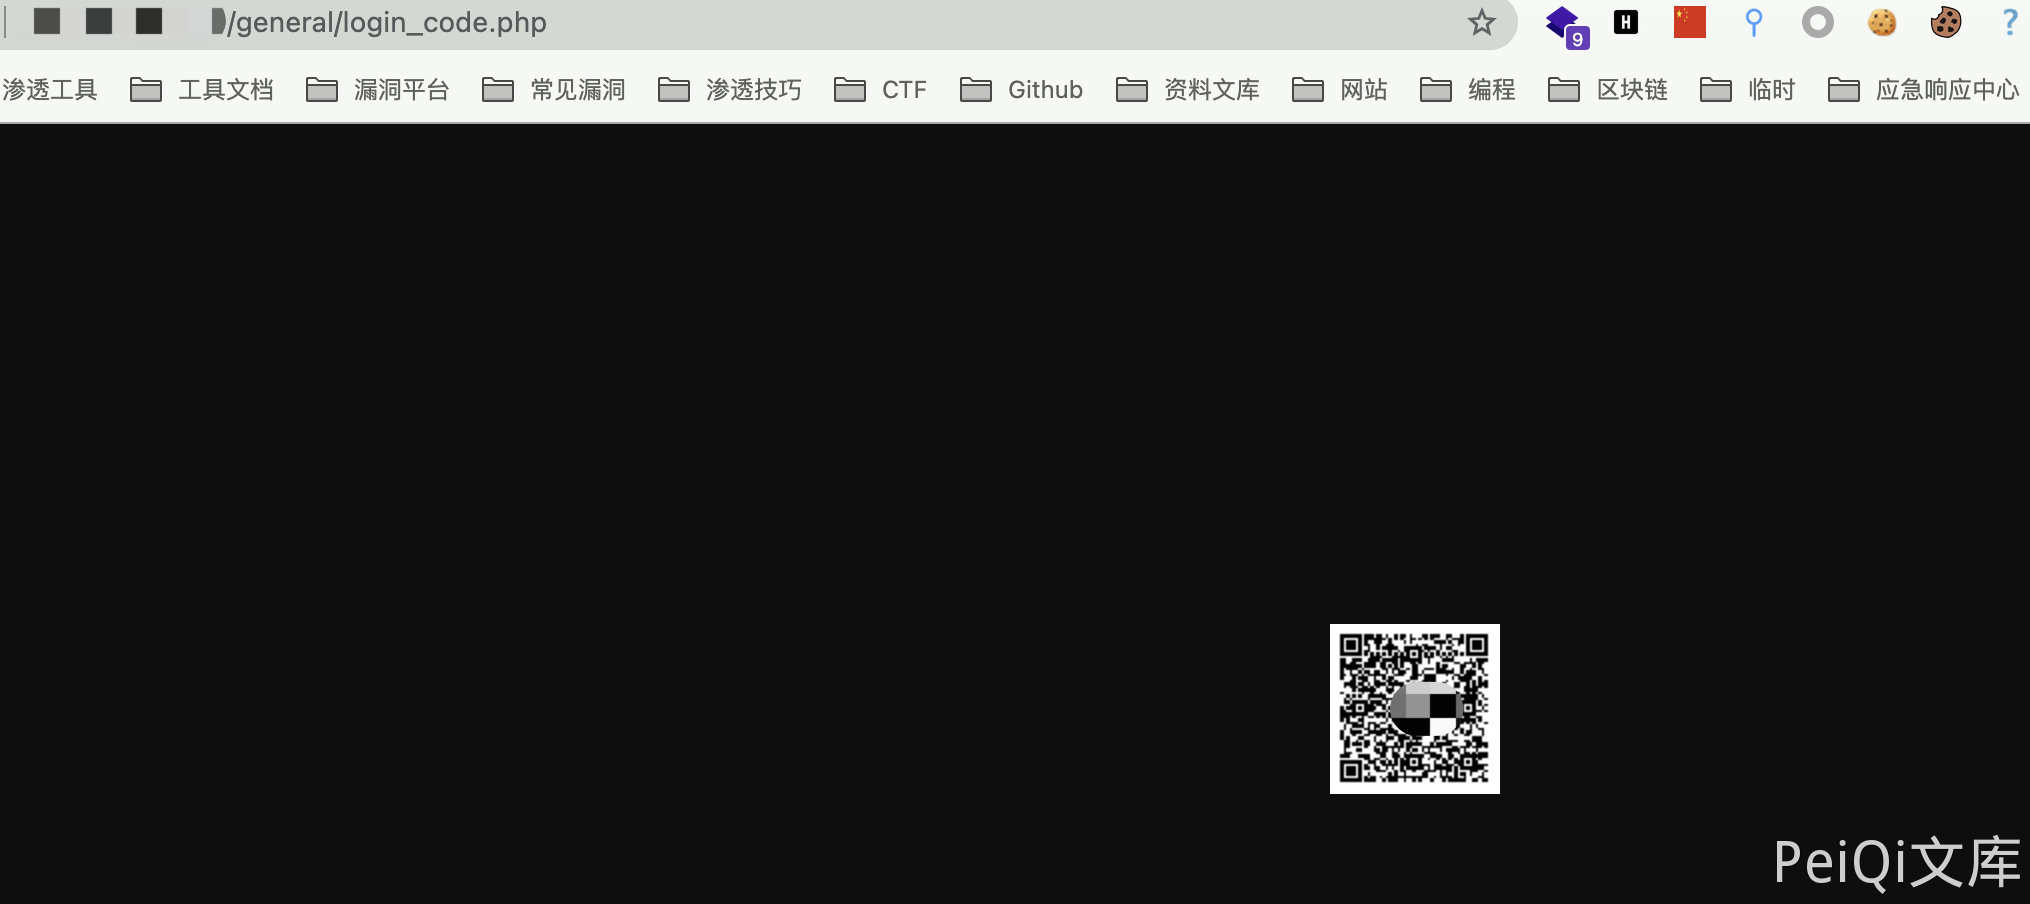 /general/login_code.php
9
H
?
渗透工具 工具文档 漏洞平台 常见漏洞 渗透技巧 CTF Github 资料文库 网站 编程 区块链 临时 应急响应中心
PeiQi文库